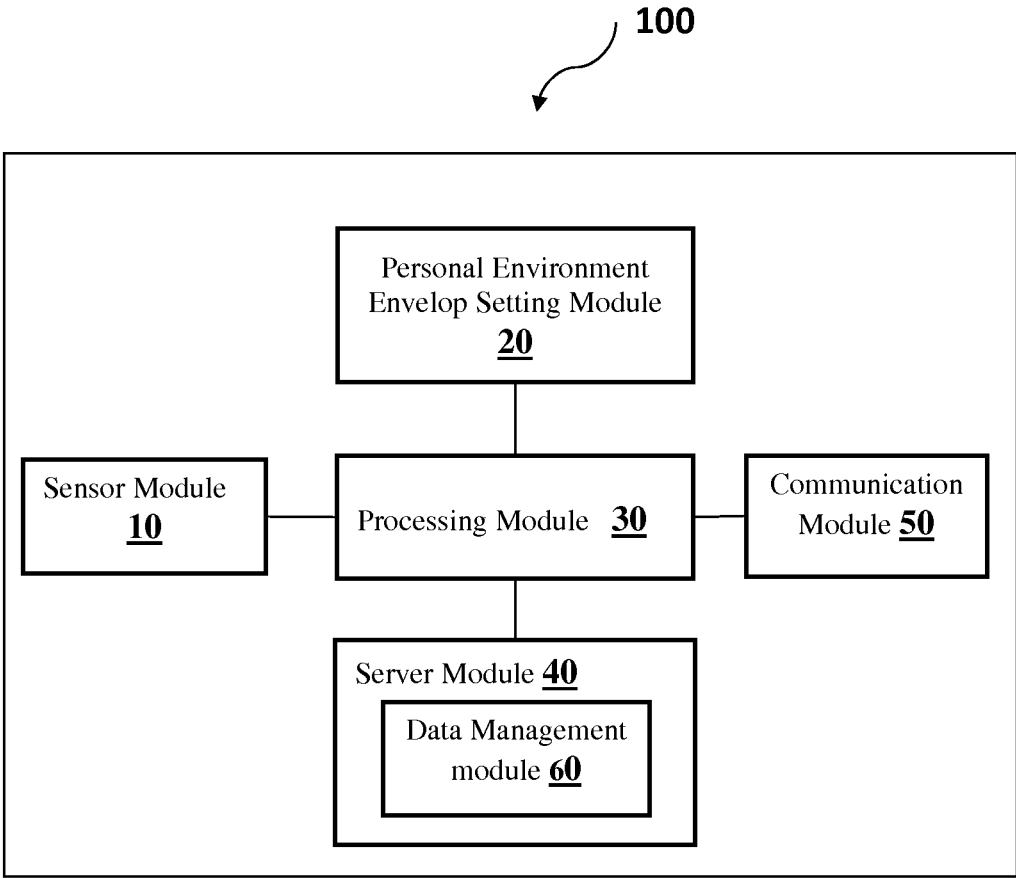 100
Personal Environment
Envelop Setting Module
20
Sensor Module
10
Processing Module 30
Communication
Module 50
Server Module 40
Data Management
module 60